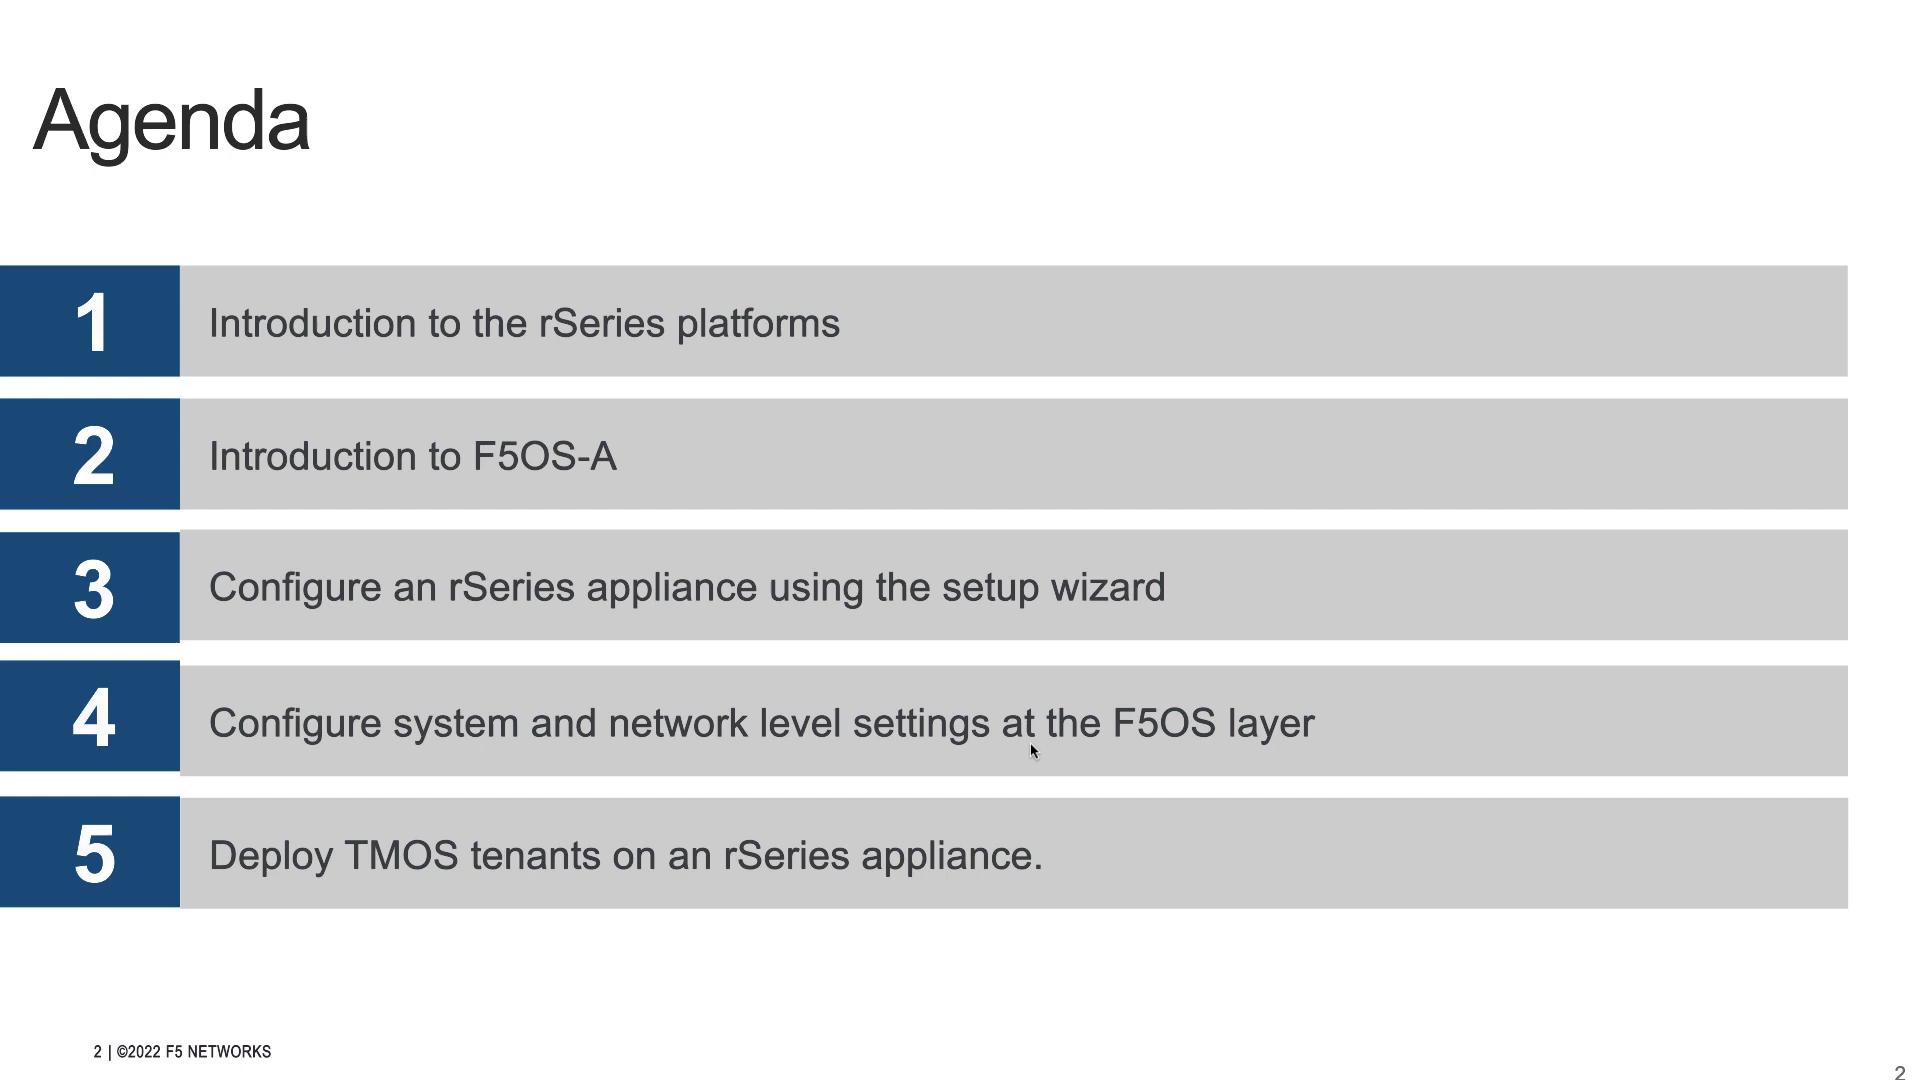 Agenda
1 Introduction to the rSeries platforms
2 Introduction to F5OS-A
3 Configure an rSeries appliance using the setup wizard
4 Configure system and network level settings at the F5OS layer
5 Deploy TMOS tenants on an rSeries appliance.
2 | ©2022 F5 NETWORKS
2